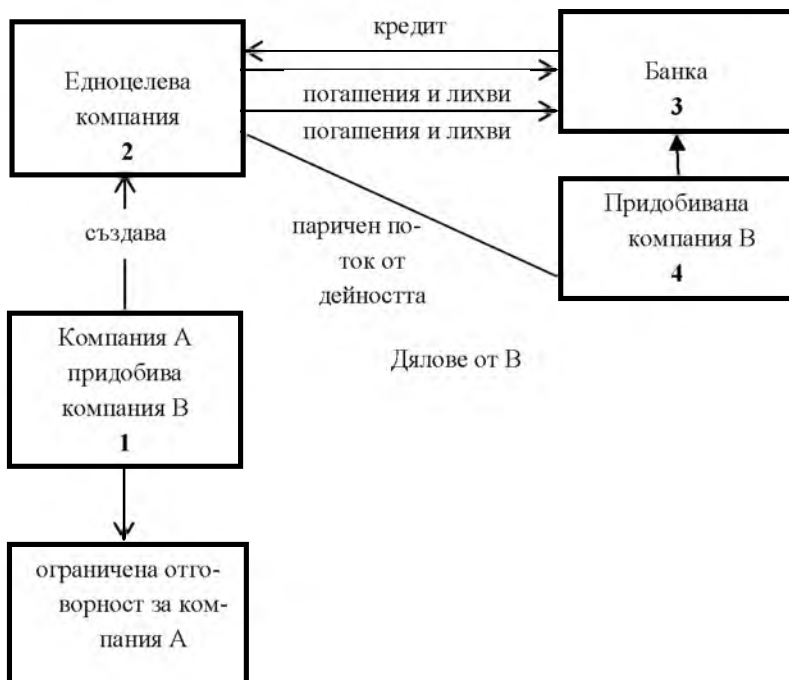 кредит
Едноцелева
компания
2
погашения и лихви
погашения и лихви
Банка
3
създава
паричен по-
ток от
дейността
Придобивана
компания В
4
Компания А
придобива
компания В
1
Дялове от В
ограничена отго-
ворност за ком-
пания А